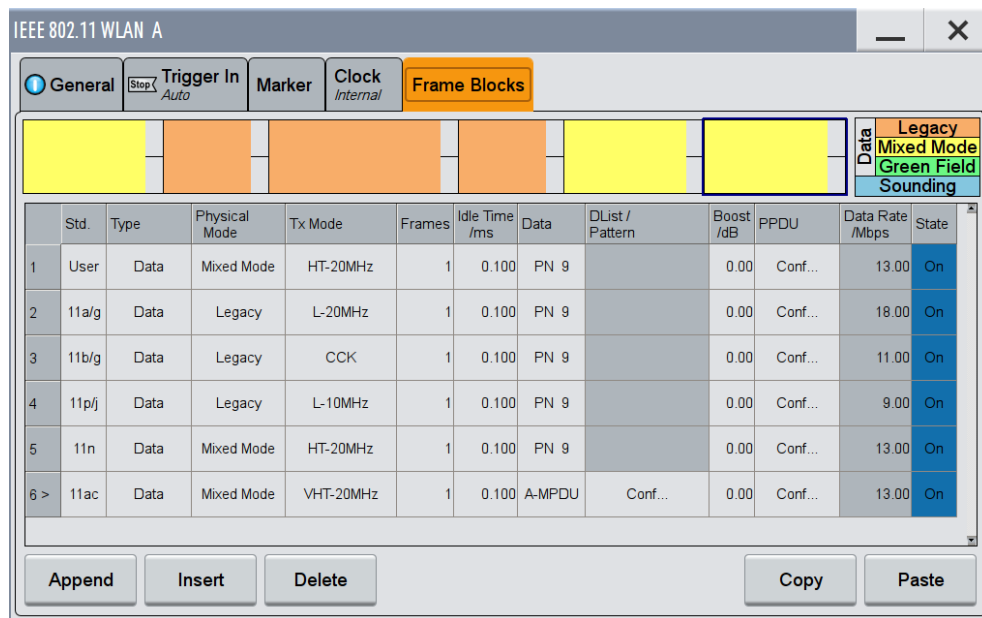 IEEE 802.11 WLAN A
General
Stop Trigger In
Auto
Marker
Clock
Internal
Frame Blocks
Data
Legacy
Mixed Mode
Green Field
Sounding
Std. Type Physical Mode Tx Mode Frames Idle Time /ms Data DList / Pattern Boost /dB PPDU Data Rate /Mbps State
1 User Data Mixed Mode HT-20MHz 1 0.100 PN 9 0.00 Conf... 13.00 On
2 11a/g Data Legacy L-20MHz 1 0.100 PN 9 0.00 Conf... 18.00 On
3 11b/g Data Legacy CCK 1 0.100 PN 9 0.00 Conf... 11.00 On
4 11p/j Data Legacy L-10MHz 1 0.100 PN 9 0.00 Conf... 9.00 On
5 11n Data Mixed Mode HT-20MHz 1 0.100 PN 9 0.00 Conf... 13.00 On
6 > 11ac Data Mixed Mode VHT-20MHz 1 0.100 A-MPDU Conf... 0.00 Conf... 13.00 On
Append Insert Delete Copy Paste